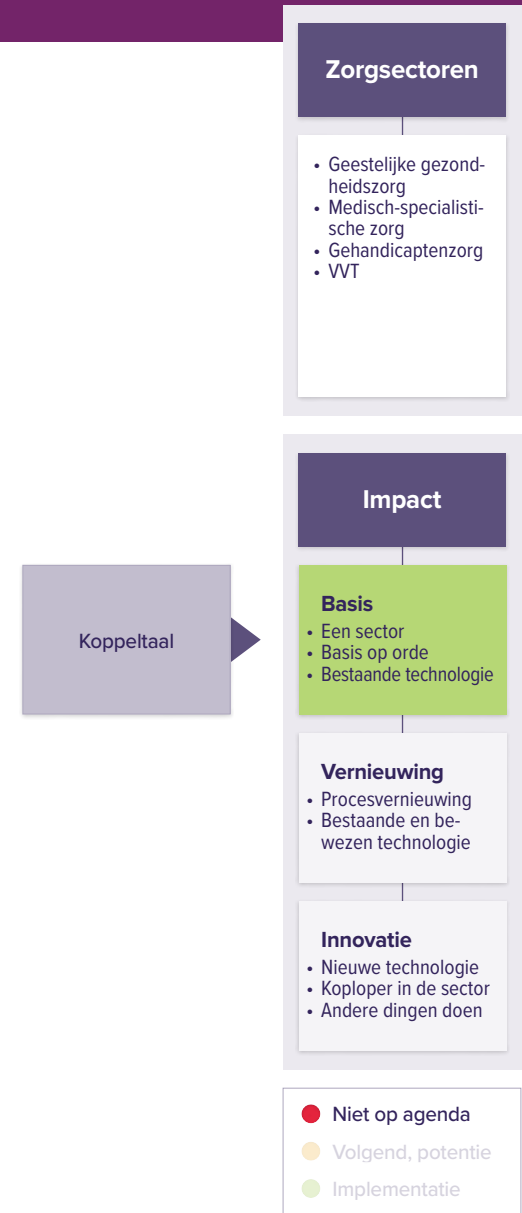 Zorgsectoren
• Geestelijke gezond-
heidszorg
• Medisch-specialisti-
sche zorg
• Gehandicaptenzorg
• VVT
Impact
Koppeltaal
Basis
• Een sector
• Basis op orde
• Bestaande technologie
Vernieuwing
• Procesvernieuwing
• Bestaande en be-
wezen technologie
Innovatie
• Nieuwe technologie
• Koploper in de sector
• Andere dingen doen
Niet op agenda
Volgend, potentie
Implementatie